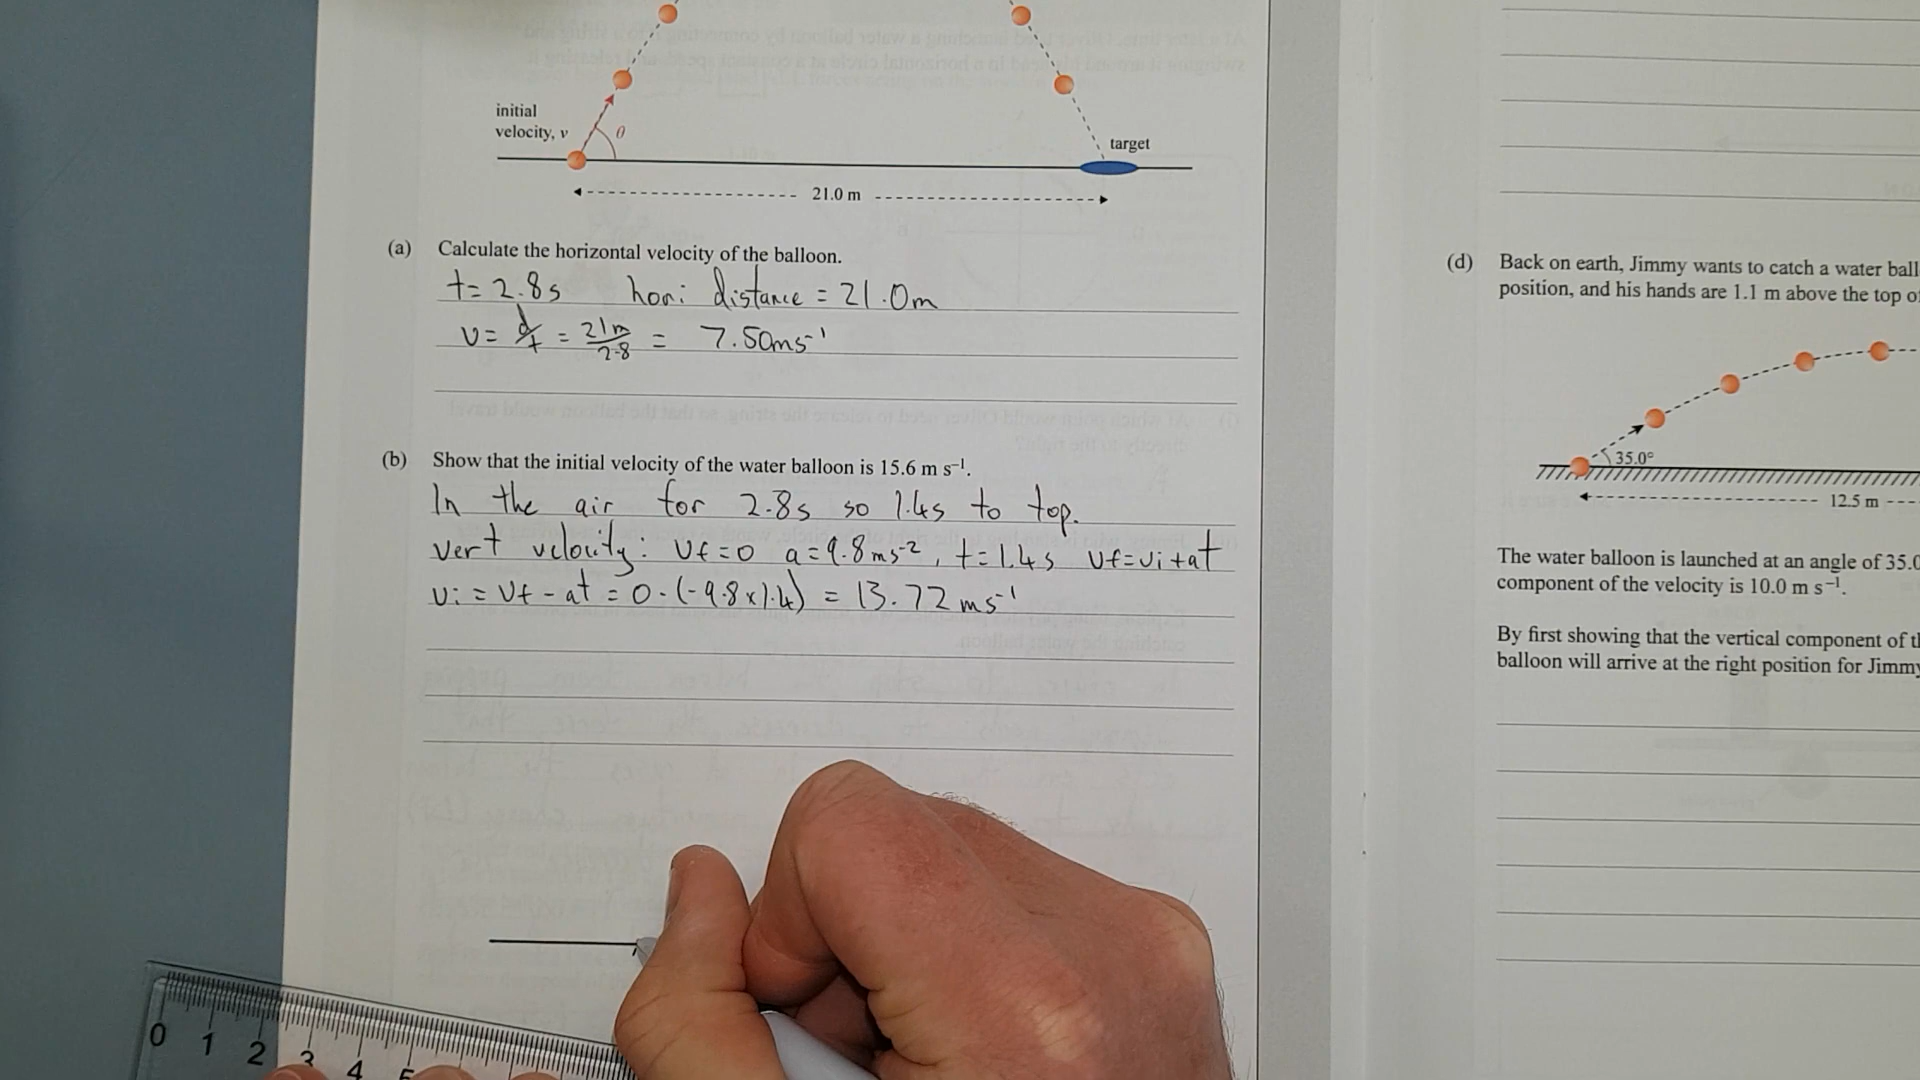 initial
velocity, v
θ
target
21.0 m
(a) Calculate the horizontal velocity of the balloon.
t = 2.8s hori distance = 21.0m
v = d/t = 21m/2.8 = 7.50ms⁻¹
(b) Show that the initial velocity of the water balloon is 15.6 m s⁻¹.
In the air for 2.8s so 1.4s to top.
vert velocity: vf=0 a=9.8ms⁻², t=1.4s vf=vi+at
vi = vf - at = 0-(-9.8×1.4) = 13.72ms⁻¹
0 1 2 3 4 5
(d) Back on earth, Jimmy wants to catch a water ball
position, and his hands are 1.1 m above the top o
35.0°
12.5 m
The water balloon is launched at an angle of 35.0
component of the velocity is 10.0 m s⁻¹.
By first showing that the vertical component of t
balloon will arrive at the right position for Jimmy